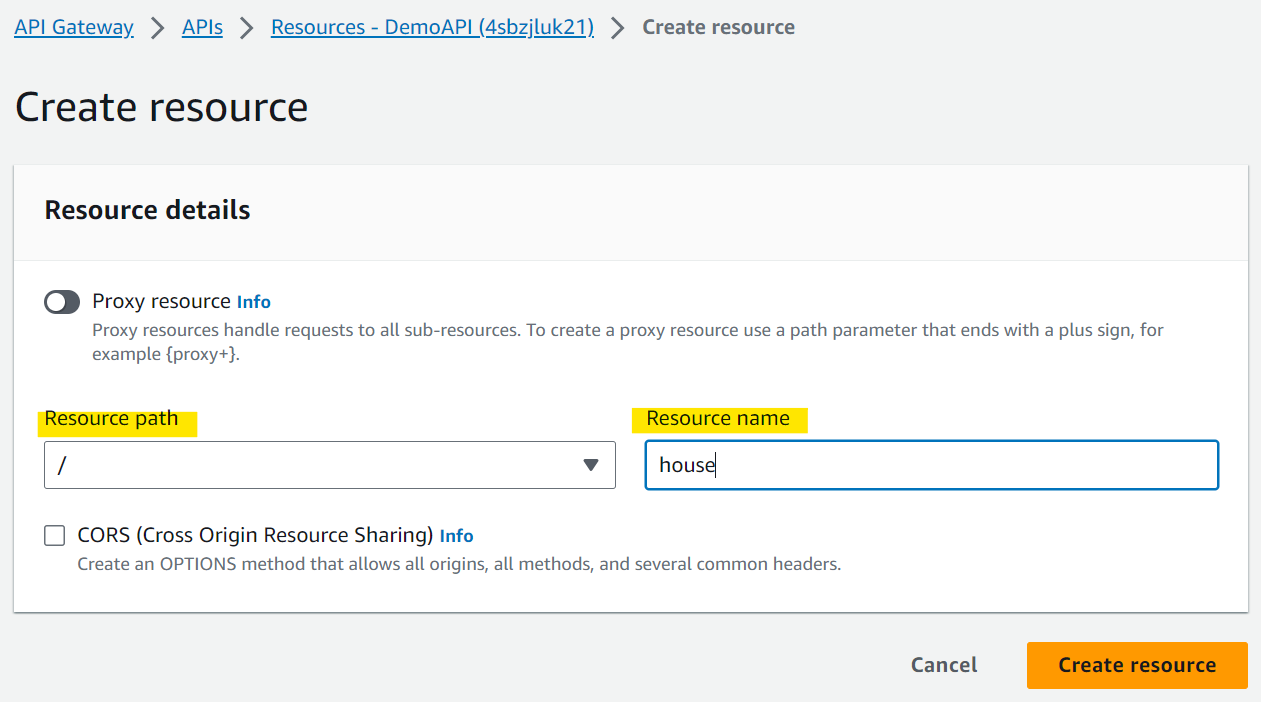 API Gateway > APIs > Resources - DemoAPI (4sbzjluk21) > Create resource
Create resource
Resource details
Proxy resource Info
Proxy resources handle requests to all sub-resources. To create a proxy resource use a path parameter that ends with a plus sign, for
example {proxy+}.
Resource path Resource name
/ house
CORS (Cross Origin Resource Sharing) Info
Create an OPTIONS method that allows all origins, all methods, and several common headers.
Cancel Create resource